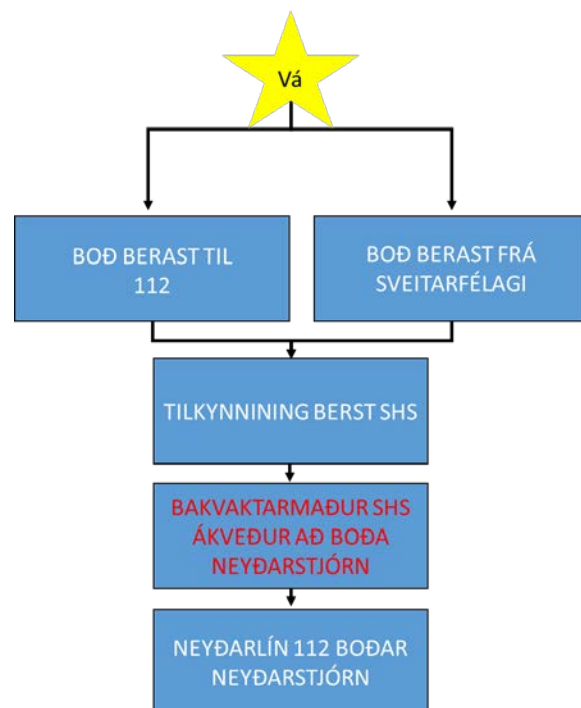 Vá
BOÐ BERAST TIL
112
BOÐ BERAST FRÁ
SVEITARFÉLAGI
TILKYNNINING BERST SHS
BAKVAKTARMAÐUR SHS
ÁKVEÐUR AÐ BOÐA
NEYÐARSTJÓRN
NEYÐARLÍN 112 BOÐAR
NEYÐARSTJÓRN